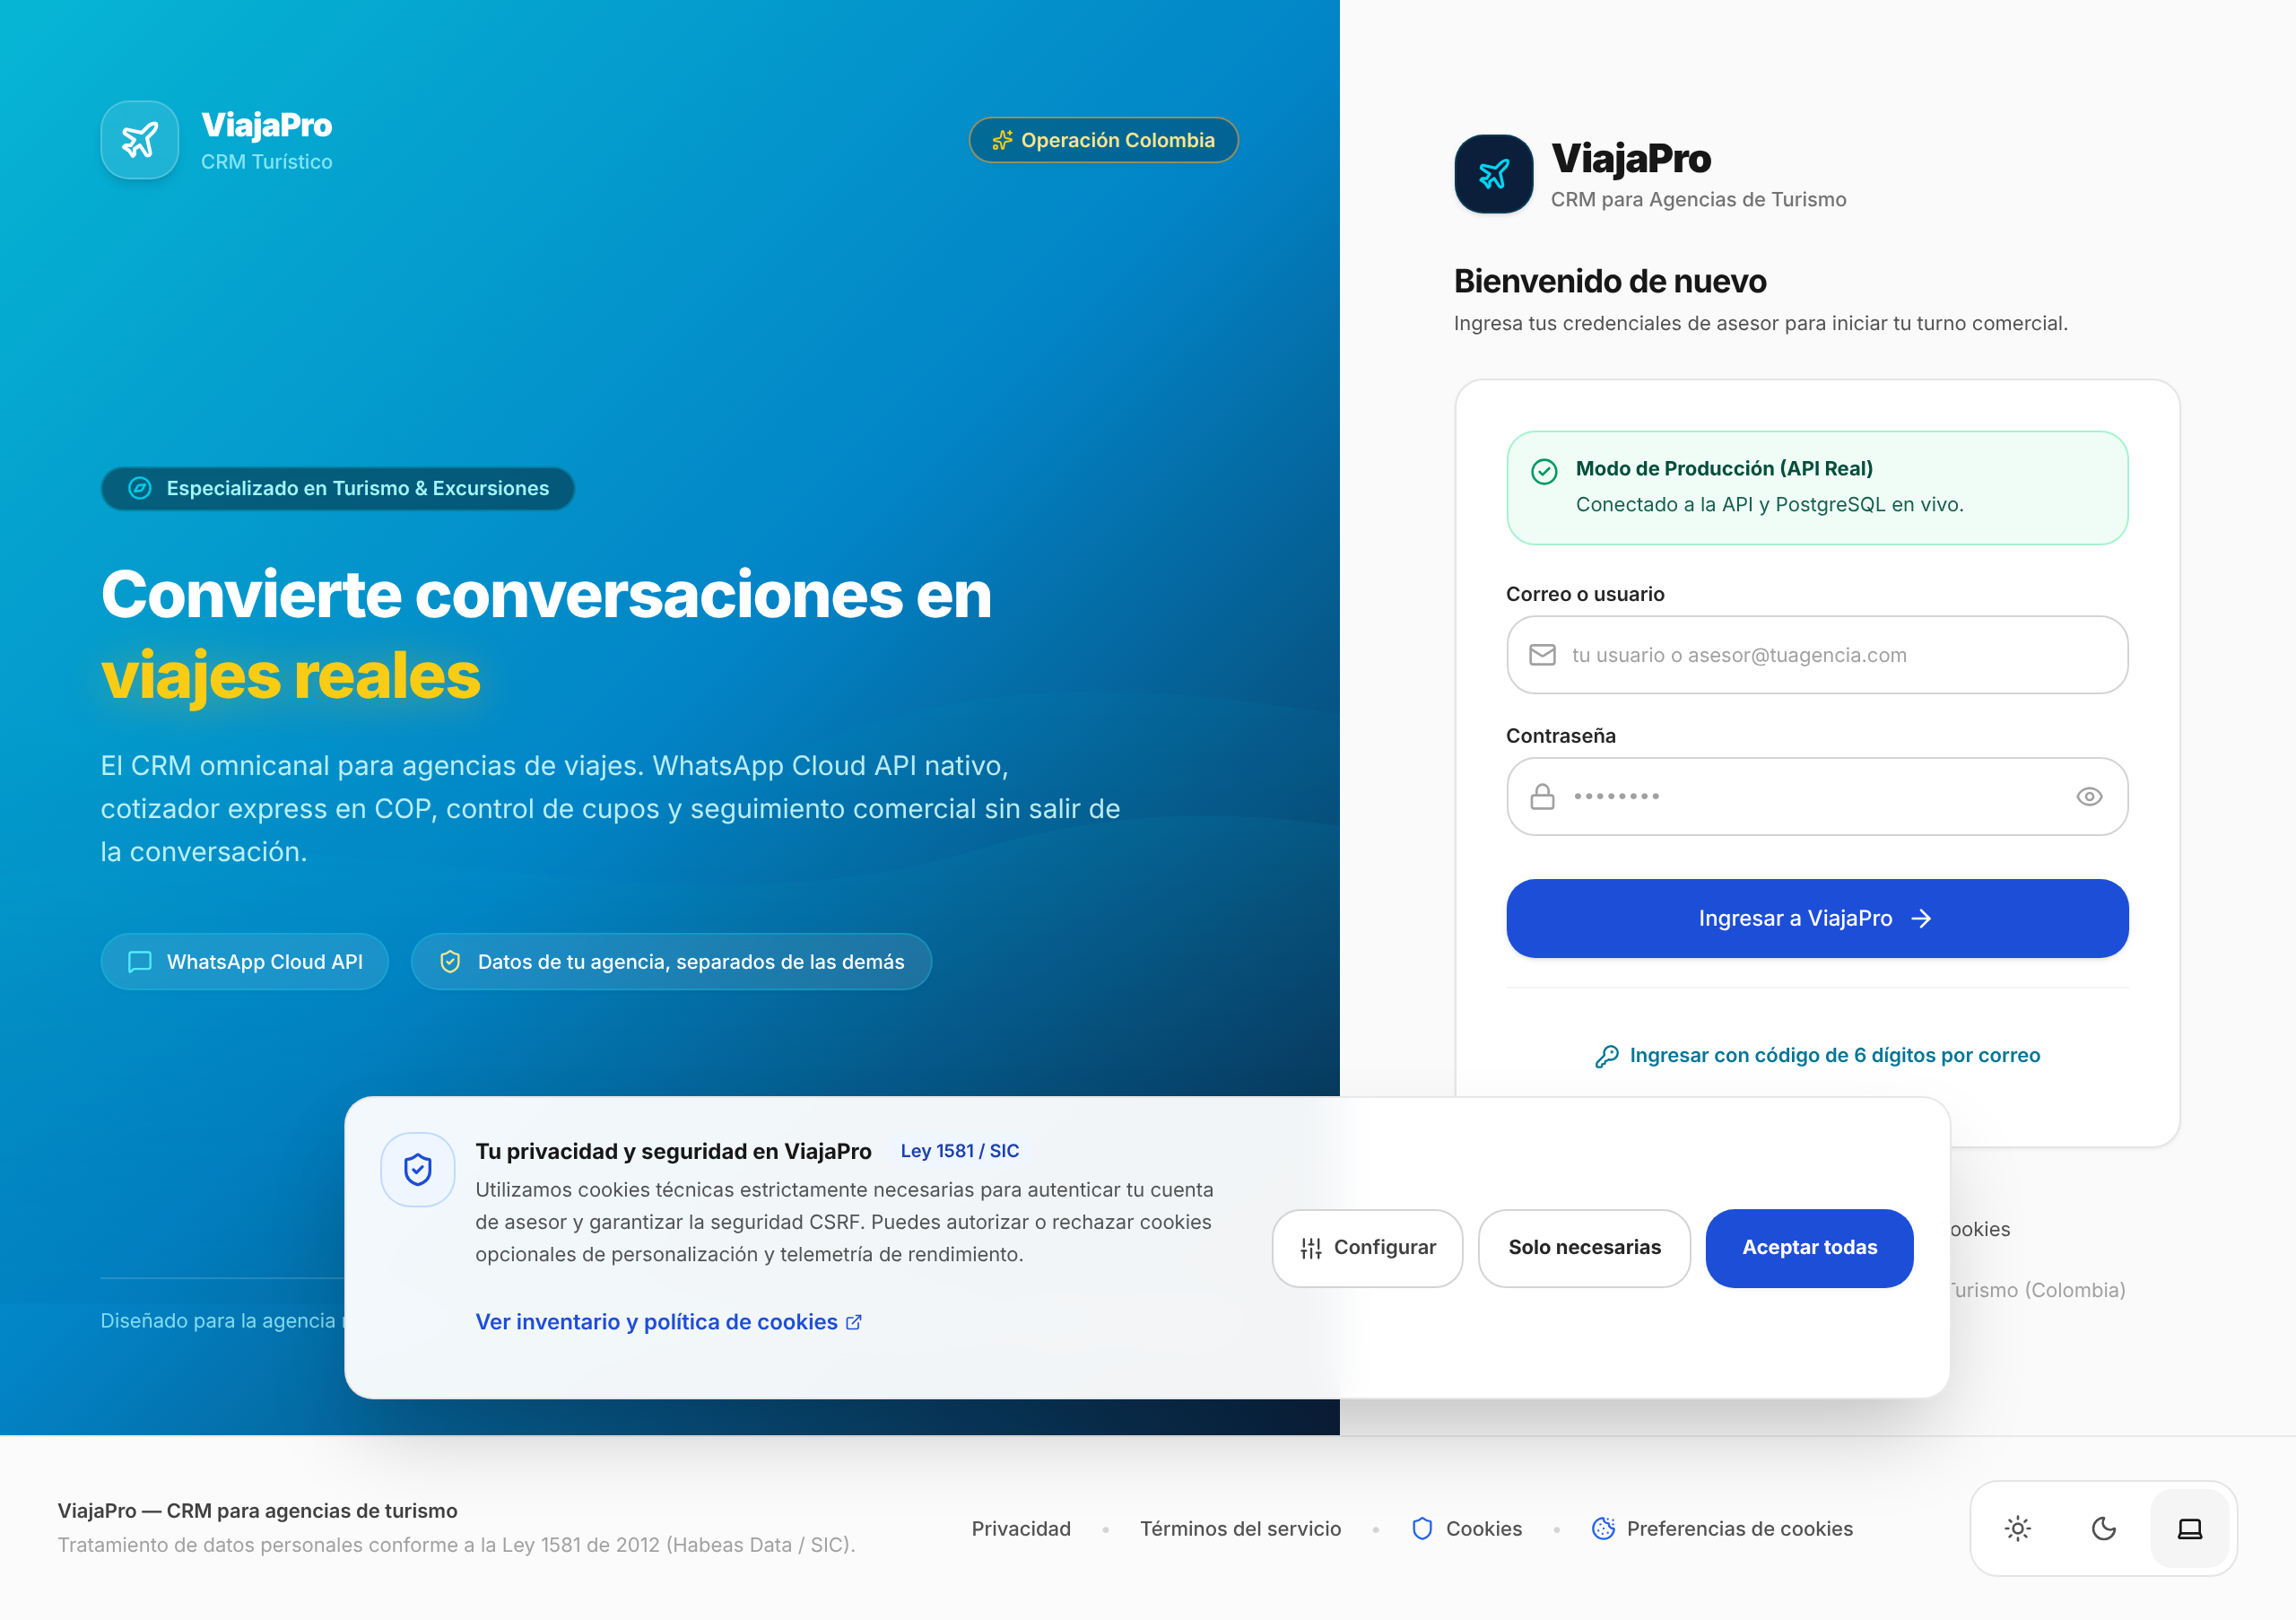 ViajaPro
CRM Turístico
Operación Colombia
Especializado en Turismo & Excursiones
Convierte conversaciones en
viajes reales
El CRM omnicanal para agencias de viajes. WhatsApp Cloud API nativo,
cotizador express en COP, control de cupos y seguimiento comercial sin salir de
la conversación.
WhatsApp Cloud API
Datos de tu agencia, separados de las demás
Diseñado para la agencia
ViajaPro
CRM para Agencias de Turismo
Bienvenido de nuevo
Ingresa tus credenciales de asesor para iniciar tu turno comercial.
Modo de Producción (API Real)
Conectado a la API y PostgreSQL en vivo.
Correo o usuario
tu usuario o asesor@tuagencia.com
Contraseña
••••••••
Ingresar a ViajaPro
Ingresar con código de 6 dígitos por correo
ookies
Turismo (Colombia)
Tu privacidad y seguridad en ViajaPro
Ley 1581 / SIC
Utilizamos cookies técnicas estrictamente necesarias para autenticar tu cuenta
de asesor y garantizar la seguridad CSRF. Puedes autorizar o rechazar cookies
opcionales de personalización y telemetría de rendimiento.
Ver inventario y política de cookies
Configurar
Solo necesarias
Aceptar todas
ViajaPro — CRM para agencias de turismo
Tratamiento de datos personales conforme a la Ley 1581 de 2012 (Habeas Data / SIC).
Privacidad • Términos del servicio • Cookies • Preferencias de cookies